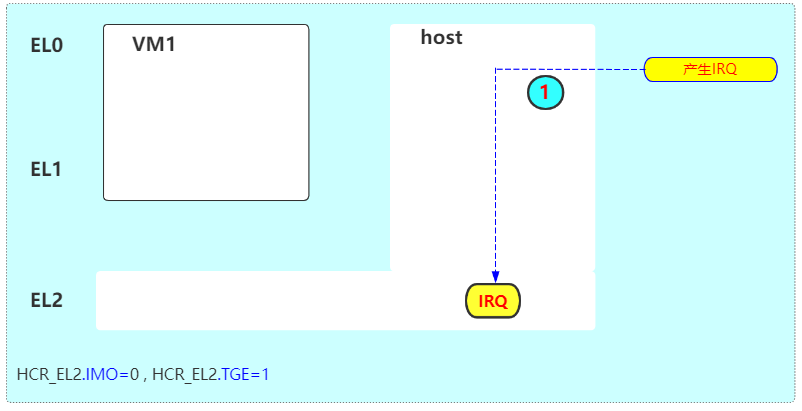 EL0
VM1
host
产生IRQ
1
EL1
EL2
IRQ
HCR_EL2.IMO=0 , HCR_EL2.TGE=1